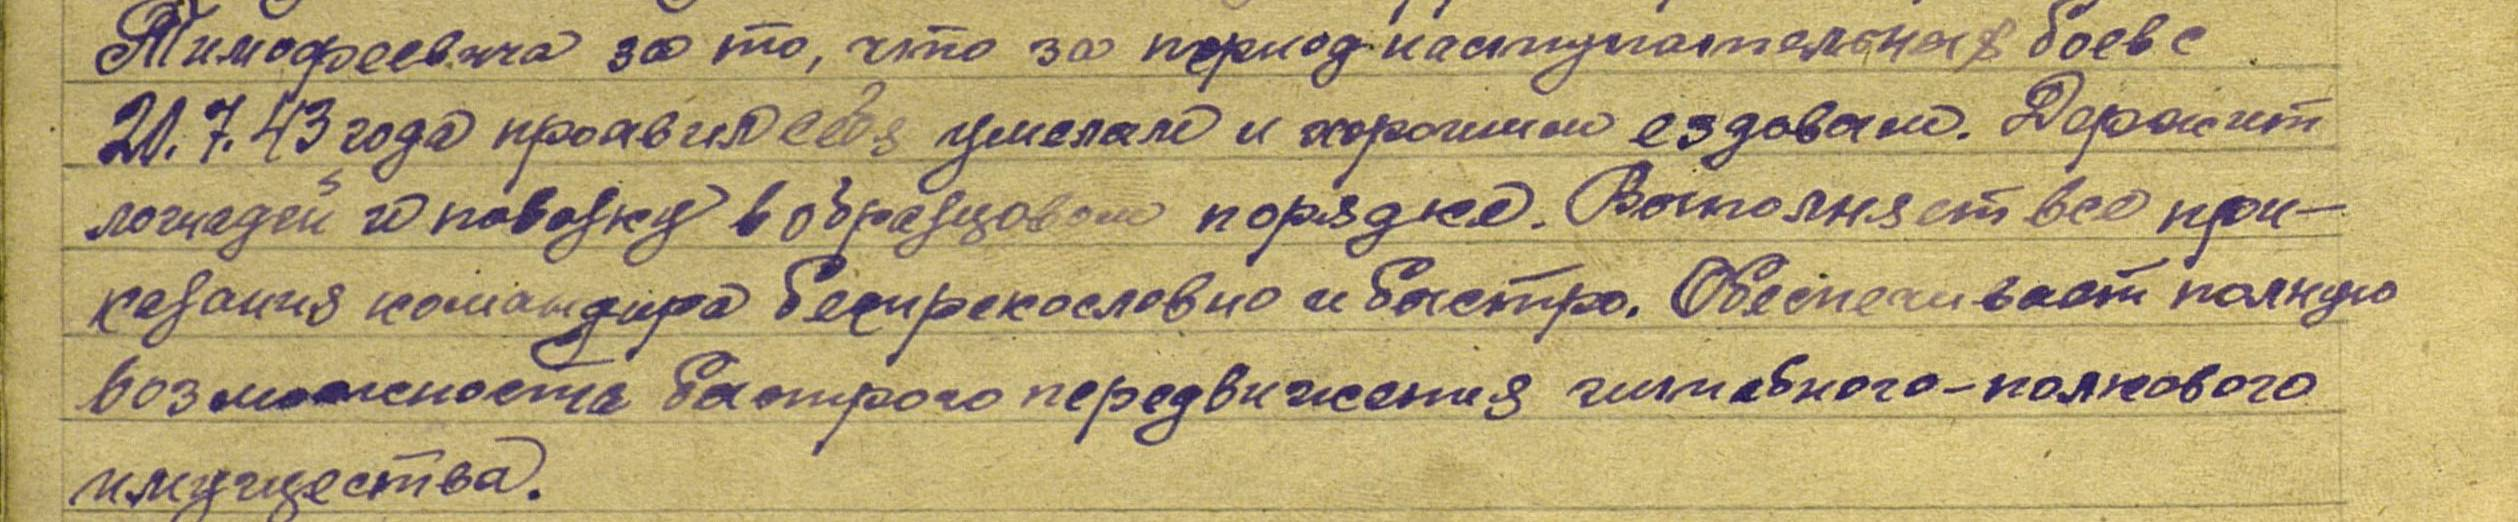 Тимофеевича за то, что за период наступательных боев с
21.7.43 года проявил себя умелым и хорошим ездовым. Держит
лошадей и повозку в образцовом порядке. Выполняет все при-
казания командира беспрекословно и быстро. Обеспечивает полную
возможность быстрого передвижения штабного-полкового
имущества.